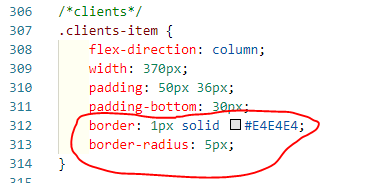 306 /*clients*/
307 .clients-item {
308 flex-direction: column;
309 width: 370px;
310 padding: 50px 36px;
311 padding-bottom: 30px;
312 border: 1px solid #E4E4E4;
313 border-radius: 5px;
314 }
315